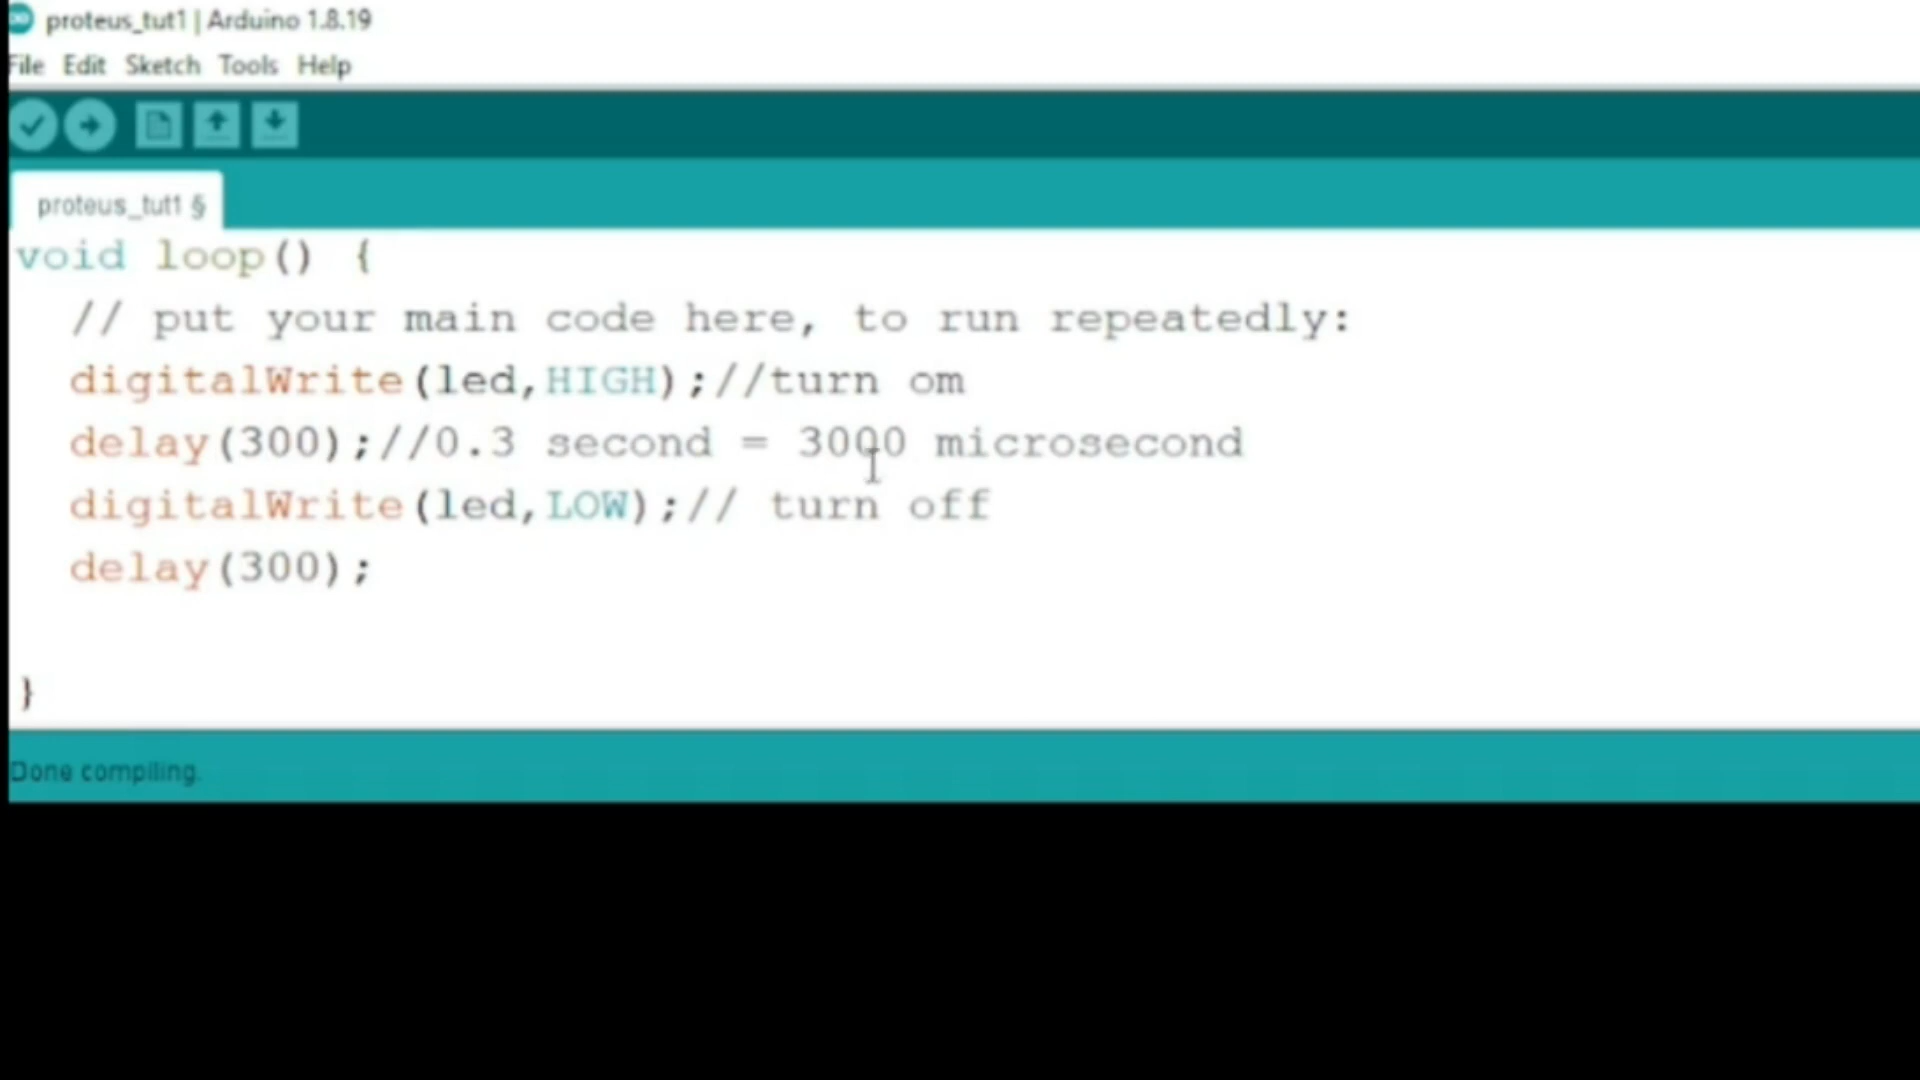 proteus_tut1 | Arduino 1.8.19
File Edit Sketch Tools Help
proteus_tut1 §
void loop() {
// put your main code here, to run repeatedly:
digitalWrite(led,HIGH);//turn om
delay(300);//0.3 second = 3000 microsecond
digitalWrite(led,LOW);// turn off
delay(300);
}
Done compiling.